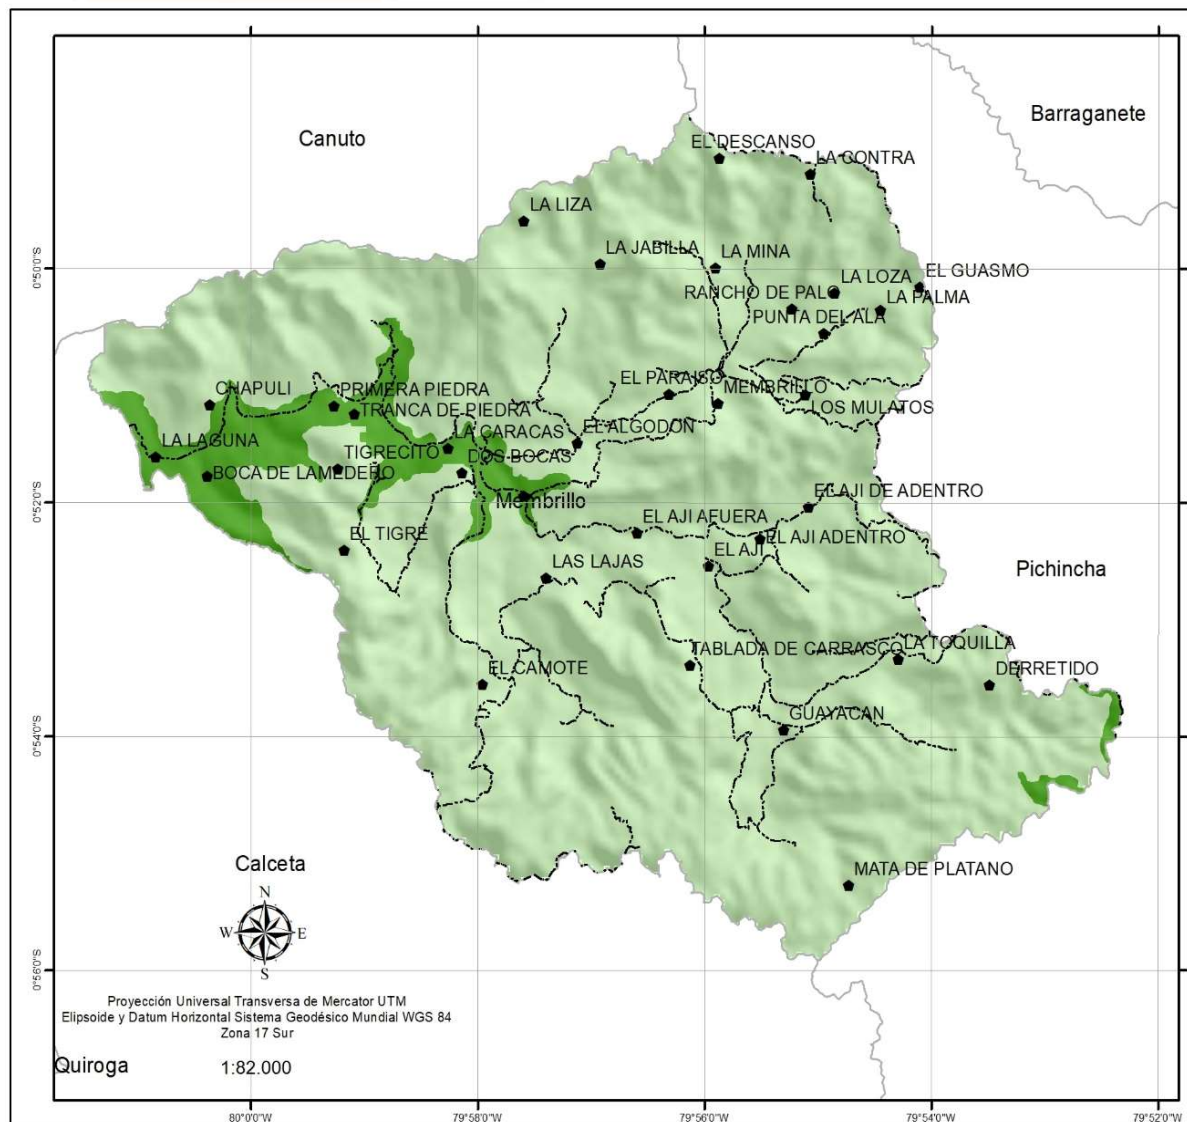 Canuto
Barraganete
EL DESCANSO
LA CONTRA
LA LIZA
LA JABILLA
LA MINA
LA LOZA
EL GUASMO
RANCHO DE PALO
LA PALMA
PUNTA DEL ALA
EL PARAISO
MEMBRILLO
LOS MULATOS
CHAPULI
PRIMERA PIEDRA
TRANCA DE PIEDRA
LA CARACAS
EL ALGODON
LA LAGUNA
TIGRECITO
DOS BOCAS
BOCA DE LAMEDERO
Membrillo
EL AJI DE ADENTRO
EL AJI AFUERA
EL AJI ADENTRO
EL TIGRE
EL AJI
LAS LAJAS
Pichincha
TABLADA DE CARRASCO
LA TOQUILLA
EL CAMOTE
DERRETIDO
GUAYACAN
MATA DE PLATANO
Calceta
N
W
E
S
Proyección Universal Transversa de Mercator UTM
Elipsoide y Datum Horizontal Sistema Geodésico Mundial WGS 84
Zona 17 Sur
Quiroga
1:82.000
0°50'0"S
0°52'0"S
0°54'0"S
0°56'0"S
80°0'0"W
79°58'0"W
79°56'0"W
79°54'0"W
79°52'0"W